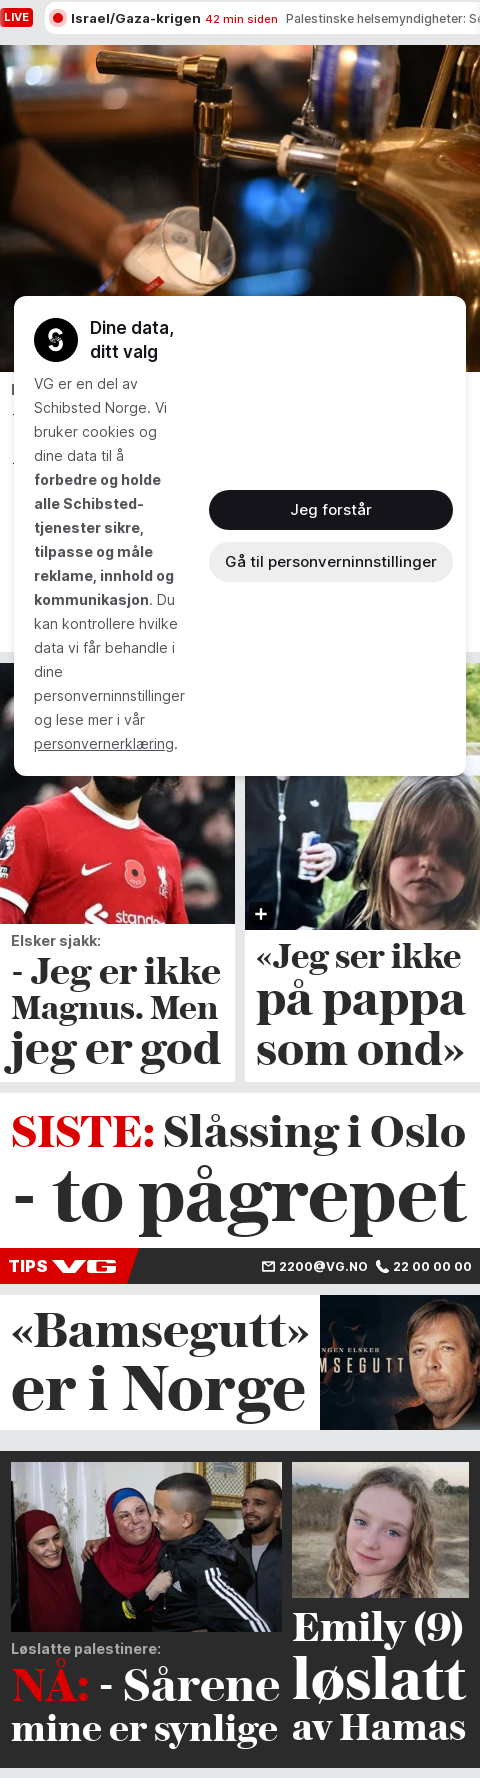 LIVE
Israel/Gaza-krigen 42 min siden Palestinske helsemyndigheter:
Dine data,
ditt valg
VG er en del av
Schibsted Norge. Vi
bruker cookies og
dine data til å
forbedre og holde
alle Schibsted-
tjenester sikre,
tilpasse og måle
reklame, innhold og
kommunikasjon. Du
kan kontrollere hvilke
data vi får behandle i
dine
personverninnstillinger
og lese mer i vår
personvernerklæring.
Jeg forstår
Gå til personverninnstillinger
Elsker sjakk:
- Jeg er ikke
Magnus. Men
jeg er god
«Jeg ser ikke
på pappa
som ond»
SISTE: Slåssing i Oslo
- to pågrepet
TIPS VG
2200@VG.NO 22 00 00 00
«Bamsegutt»
er i Norge
Løslatte palestinere:
NÅ: - Sårene
mine er synlige
Emily (9)
løslatt
av Hamas